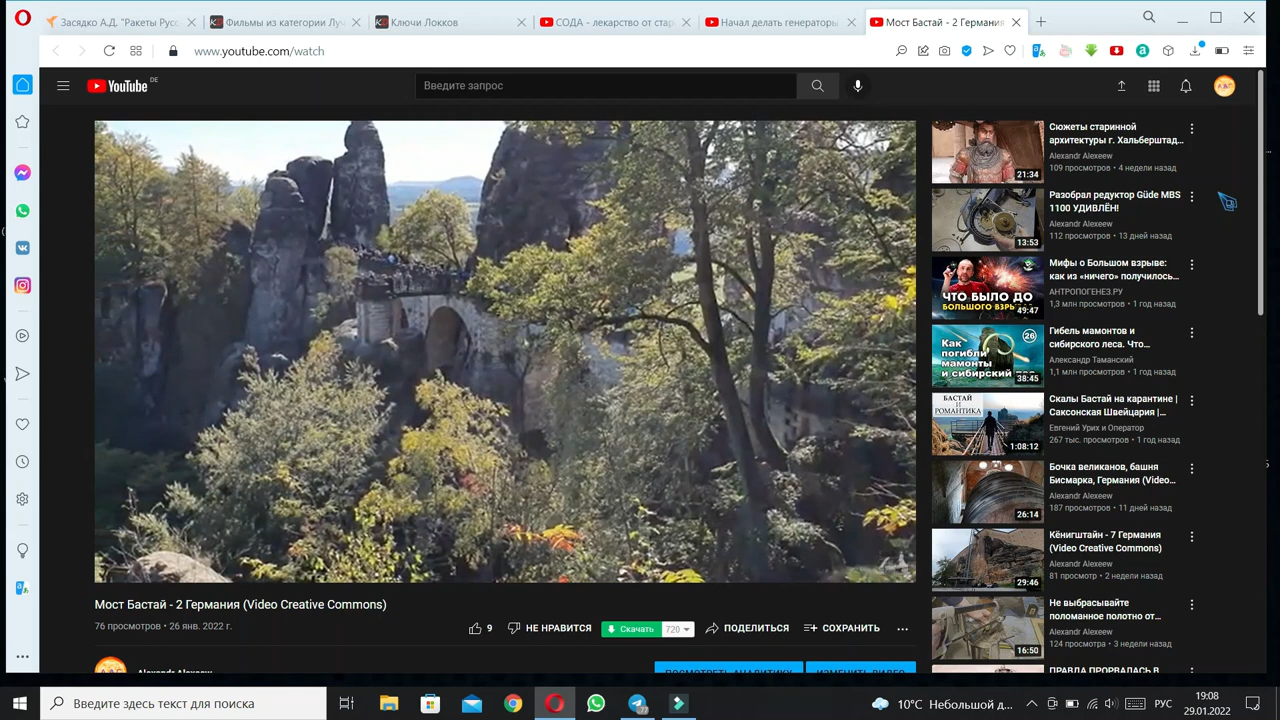 Засядко А.Д. "Ракеты Русс
Фильмы из категории Луч
Ключи Локков
СОДА - лекарство от стар
Начал делать генераторы
Мост Бастай - 2 Германия
www.youtube.com/watch
YouTube DE
Введите запрос
Сюжеты старинной
архитектуры г. Хальберштад...
Alexandr Alexeew
109 просмотров • 4 недели назад
21:34
Разобрал редуктор Güde MBS
1100 УДИВЛЁН!
Alexandr Alexeew
112 просмотров • 13 дней назад
13:53
Мифы о Большом взрыве:
как из «ничего» получилось...
АНТРОПОГЕНЕЗ.РУ
1,3 млн просмотров • 1 год назад
ЧТО БЫЛО ДО
БОЛЬШОГО ВЗРЫ
49:47
Гибель мамонтов и
сибирского леса. Что...
Александр Таманский
1,1 млн просмотров • 1 год назад
26
Как
погибли
мамонты
и сибирский
38:45
Скалы Бастай на карантине |
Саксонская Швейцария |...
Евгений Урих и Оператор
267 тыс. просмотров • 1 год назад
БАСТАЙ
И
РОМАНТИКА
1:08:12
Бочка великанов, башня
Бисмарка, Германия (Video...
Alexandr Alexeew
187 просмотров • 11 дней назад
26:14
Кёнигштайн - 7 Германия
(Video Creative Commons)
Alexandr Alexeew
81 просмотр • 2 недели назад
29:46
Не выбрасывайте
поломанное полотно от...
Alexandr Alexeew
124 просмотра • 3 недели назад
16:50
ПРАВДА ПРОРВАЛАСЬ В
Мост Бастай - 2 Германия (Video Creative Commons)
76 просмотров • 26 янв. 2022 г.
9
НЕ НРАВИТСЯ
Скачать
720
ПОДЕЛИТЬСЯ
СОХРАНИТЬ
Alexandr Alexeew
ПОСМОТРЕТЬ АНАЛИТИКУ
ИЗМЕНИТЬ ВИДЕО
Введите здесь текст для поиска
10°C Небольшой д...
РУС
19:08
29.01.2022